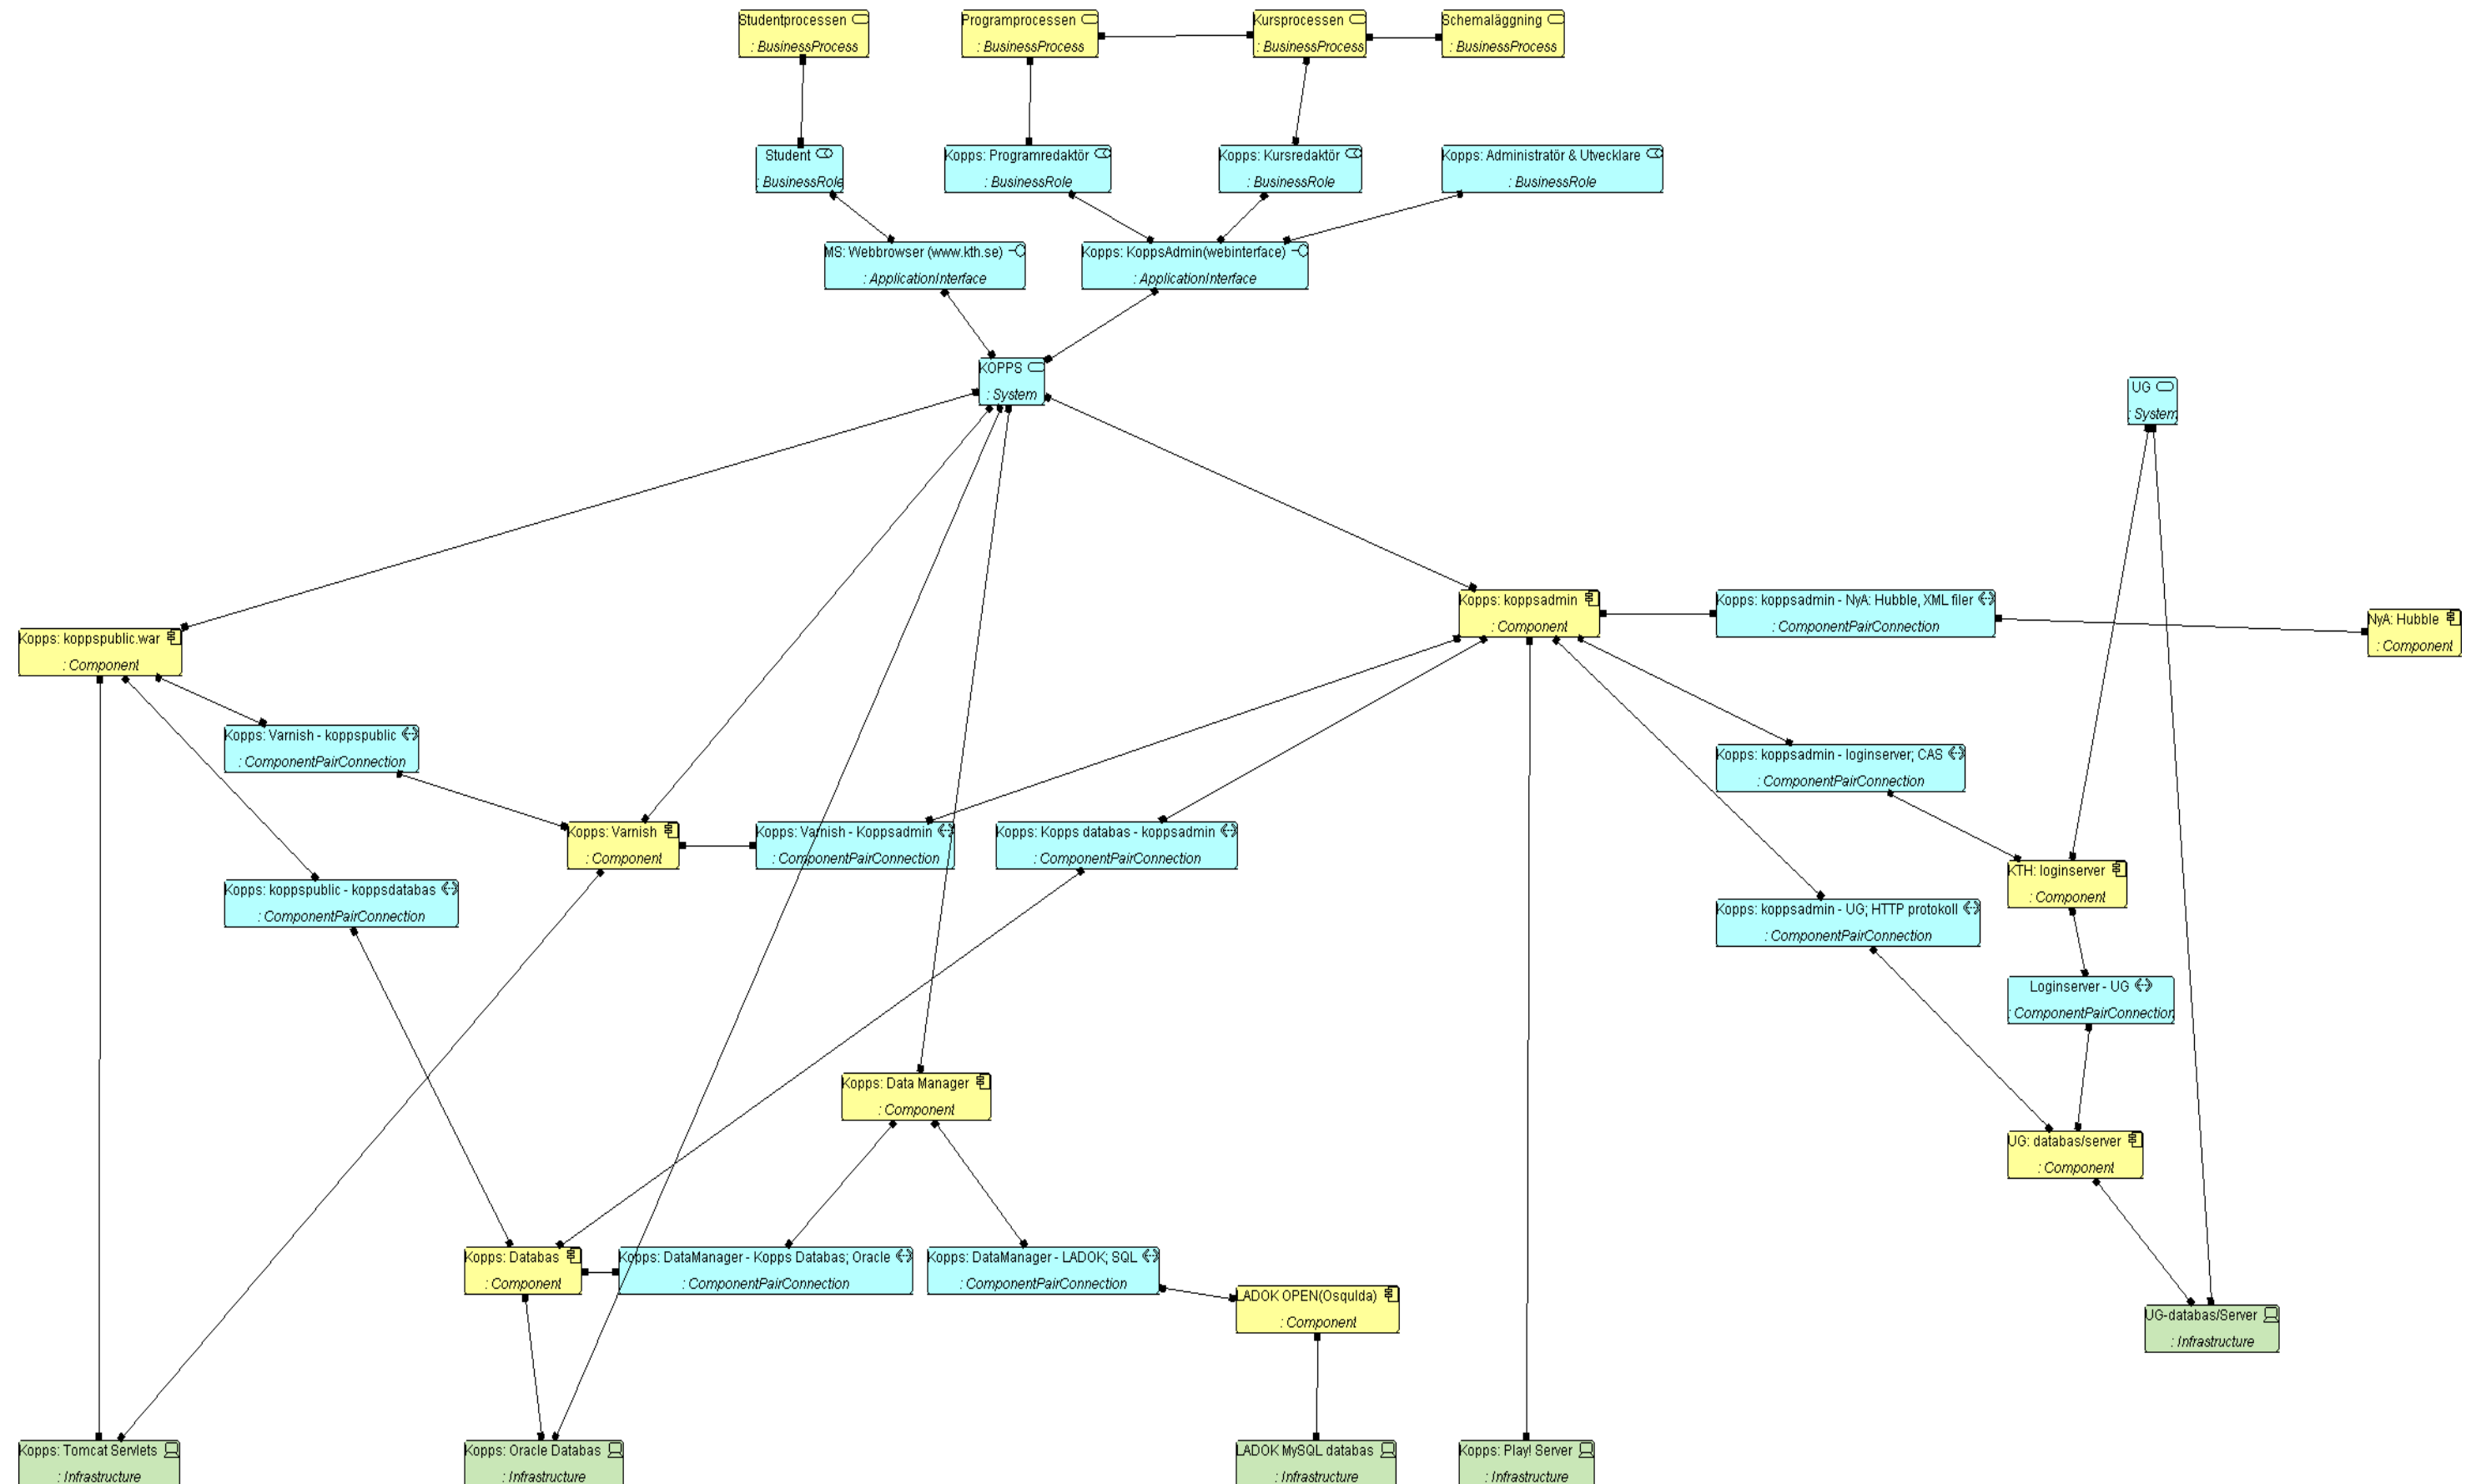 Studentprocessen
: BusinessProcess
Programprocessen
: BusinessProcess
Kursprocessen
: BusinessProcess
Schemaläggning
: BusinessProcess
Student
: BusinessRole
Kopps: Programredaktör
: BusinessRole
Kopps: Kursredaktör
: BusinessRole
Kopps: Administratör & Utvecklare
: BusinessRole
MS: Webbrowser (www.kth.se)
: ApplicationInterface
Kopps: KoppsAdmin(webinterface)
: ApplicationInterface
KOPPS
: System
UG
: System
Kopps: koppsadmin
: Component
Kopps: koppsadmin - NyA: Hubble, XML filer
: ComponentPairConnection
NyA: Hubble
: Component
Kopps: koppspublic.war
: Component
Kopps: Varnish - koppspublic
: ComponentPairConnection
Kopps: koppsadmin - loginserver; CAS
: ComponentPairConnection
Kopps: Varnish
: Component
Kopps: Varnish - Koppsadmin
: ComponentPairConnection
Kopps: Kopps databas - koppsadmin
: ComponentPairConnection
KTH: loginserver
: Component
Kopps: koppspublic - koppsdatabas
: ComponentPairConnection
Kopps: koppsadmin - UG; HTTP protokoll
: ComponentPairConnection
Loginserver - UG
: ComponentPairConnection
Kopps: Data Manager
: Component
UG: databas/server
: Component
Kopps: Databas
: Component
Kopps: DataManager - Kopps Databas; Oracle
: ComponentPairConnection
Kopps: DataManager - LADOK; SQL
: ComponentPairConnection
LADOK OPEN(Osqulda)
: Component
UG-databas/Server
: Infrastructure
Kopps: Tomcat Servlets
: Infrastructure
Kopps: Oracle Databas
: Infrastructure
LADOK MySQL databas
: Infrastructure
Kopps: Play! Server
: Infrastructure